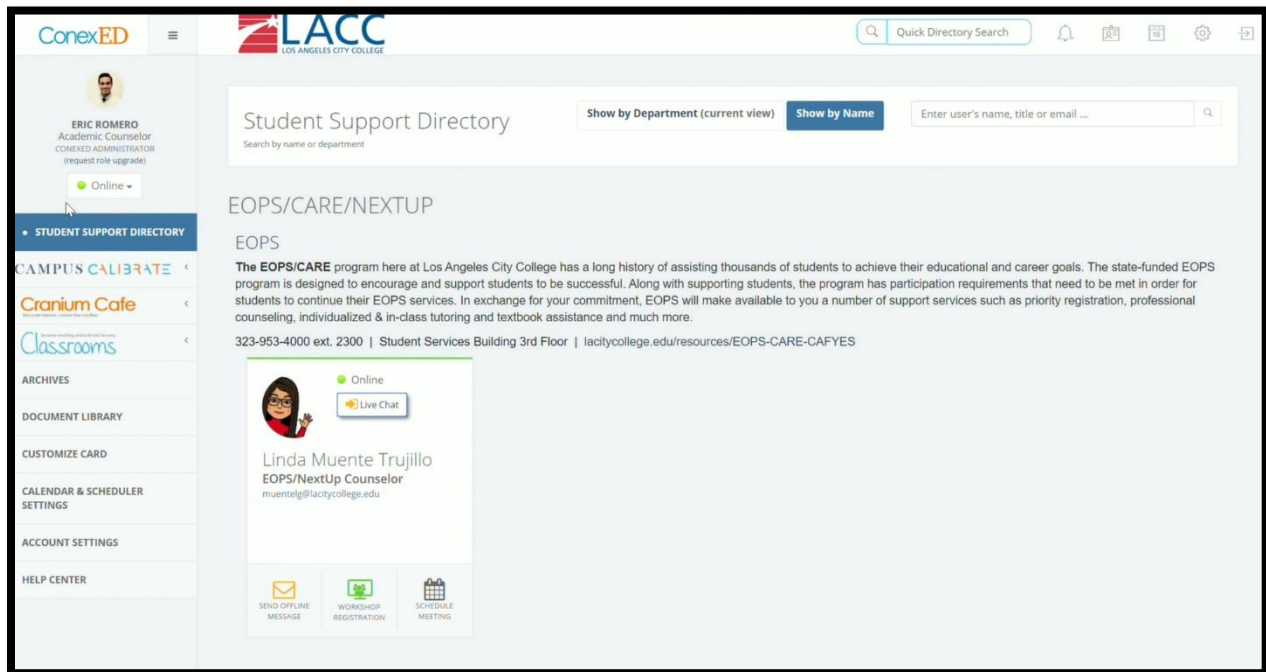 ConexED
LACC
LOS ANGELES CITY COLLEGE
Quick Directory Search
ERIC ROMERO
Academic Counselor
CONEXED ADMINISTRATOR
(request role upgrade)
Online
Student Support Directory
Search by name or department
Show by Department (current view)
Show by Name
Enter user's name, title or email ...
• STUDENT SUPPORT DIRECTORY
CAMPUS CALIBRATE
Cranium Cafe
Classrooms
ARCHIVES
DOCUMENT LIBRARY
CUSTOMIZE CARD
CALENDAR & SCHEDULER
SETTINGS
ACCOUNT SETTINGS
HELP CENTER
EOPS/CARE/NEXTUP
EOPS
The EOPS/CARE program here at Los Angeles City College has a long history of assisting thousands of students to achieve their educational and career goals. The state-funded EOPS
program is designed to encourage and support students to be successful. Along with supporting students, the program has participation requirements that need to be met in order for
students to continue their EOPS services. In exchange for your commitment, EOPS will make available to you a number of support services such as priority registration, professional
counseling, individualized & in-class tutoring and textbook assistance and much more.
323-953-4000 ext. 2300 | Student Services Building 3rd Floor | lacitycollege.edu/resources/EOPS-CARE-CAFYES
Online
Live Chat
Linda Muente Trujillo
EOPS/NextUp Counselor
muentelg@lacitycollege.edu
SEND OFFLINE
MESSAGE
WORKSHOP
REGISTRATION
SCHEDULE
MEETING